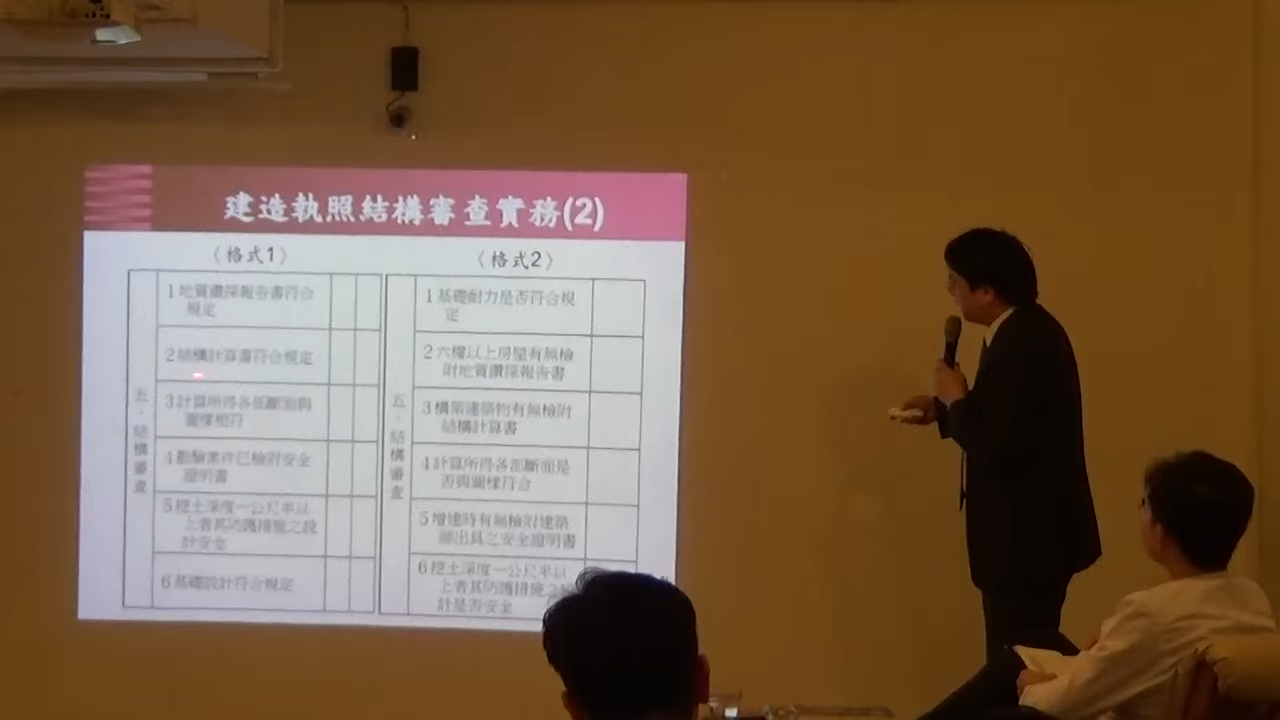 建造執照結構審查實務(2)
〈格式1〉
五、結構審查
1地質鑽探報告書符合
規定
2結構計算書符合規定
3計算所得各部斷面與
圖樣相符
4勘驗案件已檢附安全
證明書
5挖土深度一公尺半以
上者其防護措施之設
計安全
6基礎設計符合規定
〈格式2〉
五、結構審查
1基礎耐力是否符合規
定
2六樓以上房屋有無檢
附地質鑽探報告書
3構架建築物有無檢附
結構計算書
4計算所得各部斷面是
否與圖樣符合
5增建時有無檢附建築
師出具之安全證明書
6挖土深度一公尺半以
上者其防護措施之設
計是否安全